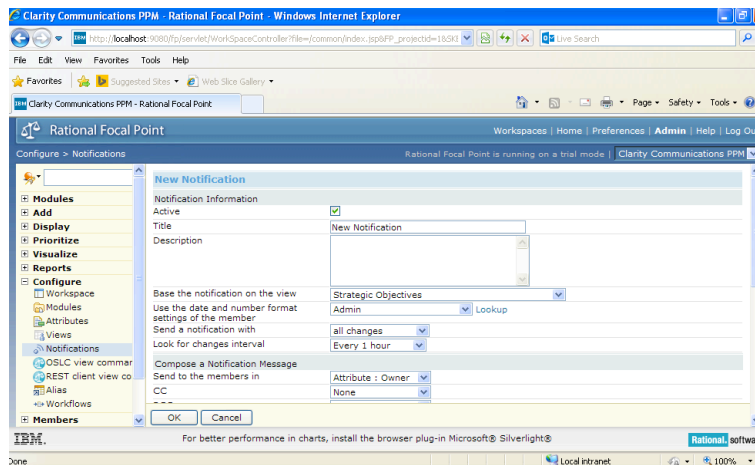 Clarity Communications PPM - Rational Focal Point - Windows Internet Explorer
http://localhost:9080/fp/servlet/WorkSpaceController?file=/common/index.jsp&FP_projectid=1&SKI
Live Search
File Edit View Favorites Tools Help
Favorites Suggested Sites Web Slice Gallery
Clarity Communications PPM - Rational Focal Point
Page Safety Tools
Rational Focal Point
Workspaces | Home | Preferences | Admin | Help | Log Ou
Configure > Notifications
Rational Focal Point is running on a trial mode | Clarity Communications PPM
Modules
Add
Display
Prioritize
Visualize
Reports
Configure
Workspace
Modules
Attributes
Views
Notifications
OSLC view commar
REST client view co
Alias
Workflows
Members
New Notification
Notification Information
Active
Title New Notification
Description
Base the notification on the view Strategic Objectives
Use the date and number format settings of the member Admin Lookup
Send a notification with all changes
Look for changes interval Every 1 hour
Compose a Notification Message
Send to the members in Attribute : Owner
CC None
OK Cancel
IBM.
For better performance in charts, install the browser plug-in Microsoft® Silverlight®
Rational. softwa
Done
Local intranet
100%